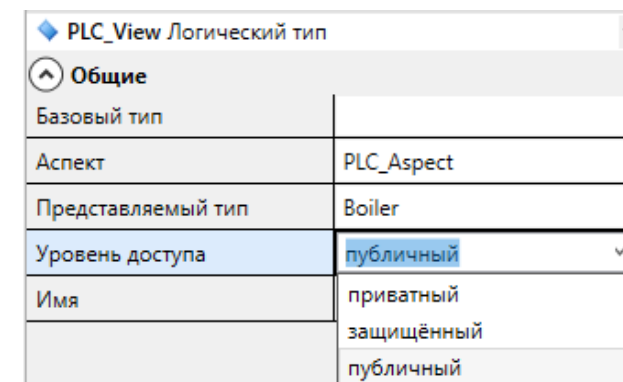 PLC_View Логический тип
Общие
Базовый тип
Аспект PLC_Aspect
Представляемый тип Boiler
Уровень доступа публичный
Имя приватный
защищённый
публичный